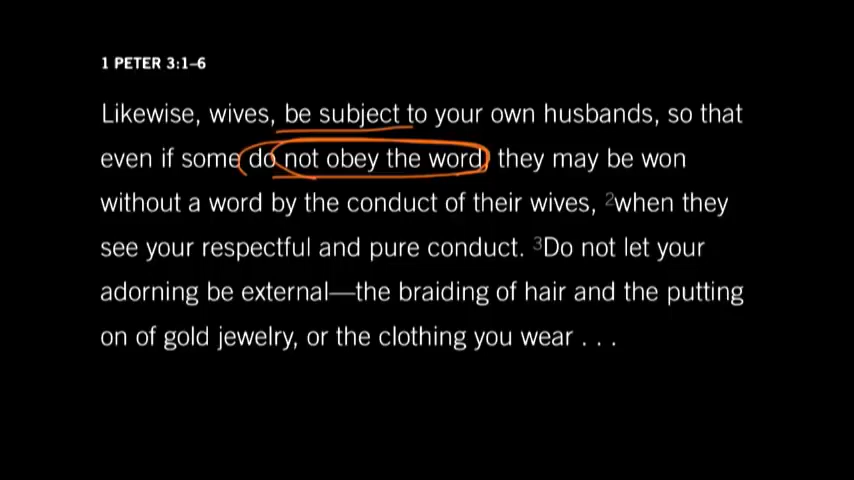 1 PETER 3:1–6
Likewise, wives, be subject to your own husbands, so that
even if some do not obey the word, they may be won
without a word by the conduct of their wives, 2when they
see your respectful and pure conduct. 3Do not let your
adorning be external—the braiding of hair and the putting
on of gold jewelry, or the clothing you wear . . .